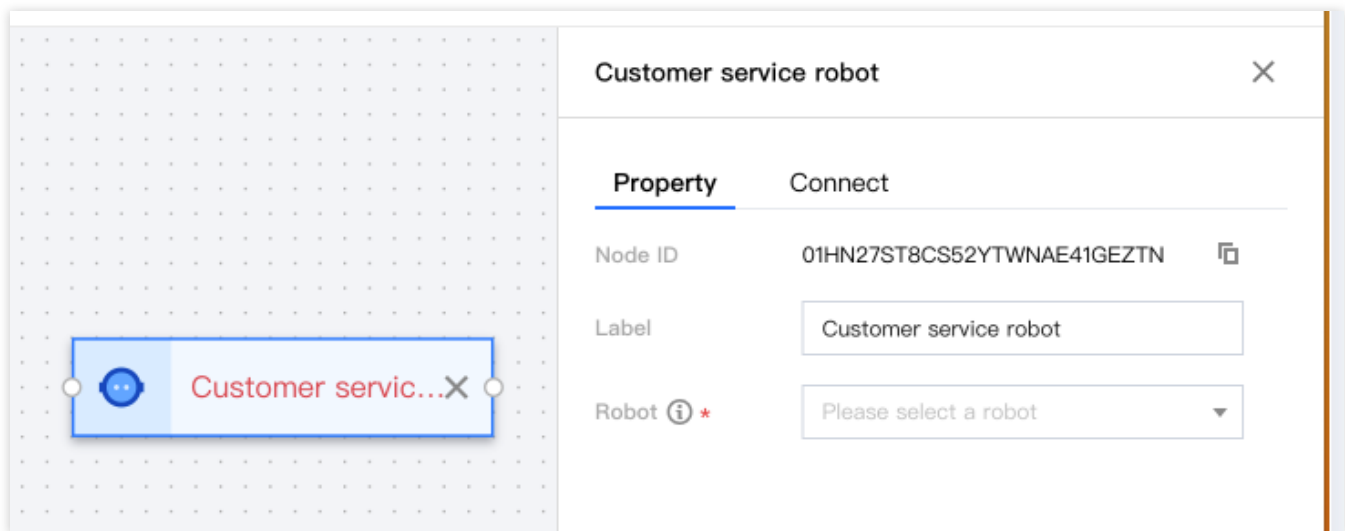 Customer service robot
Property Connect
Node ID 01HN27ST8CS52YTWNAE41GEZTN
Label Customer service robot
Customer servic...
Robot * Please select a robot